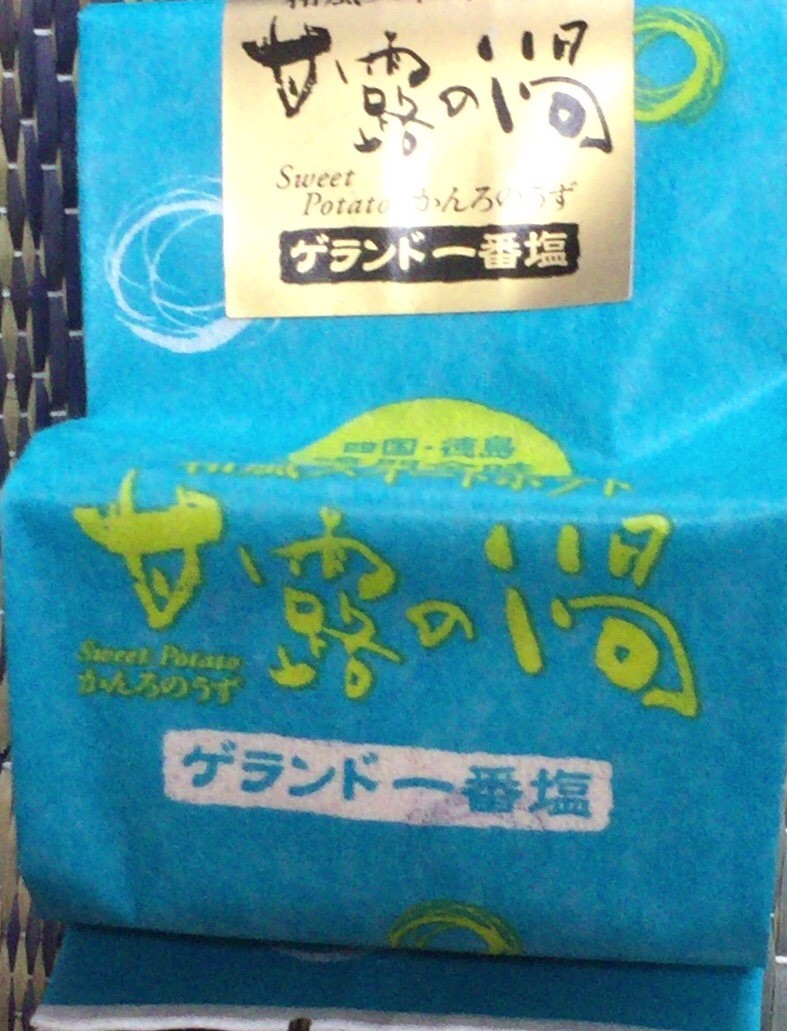 甘露の渦
Sweet
Potato かんろのうず
ゲランド一番塩
四国・徳島
甘露の渦
Sweet Potato
かんろのうず
ゲランド一番塩